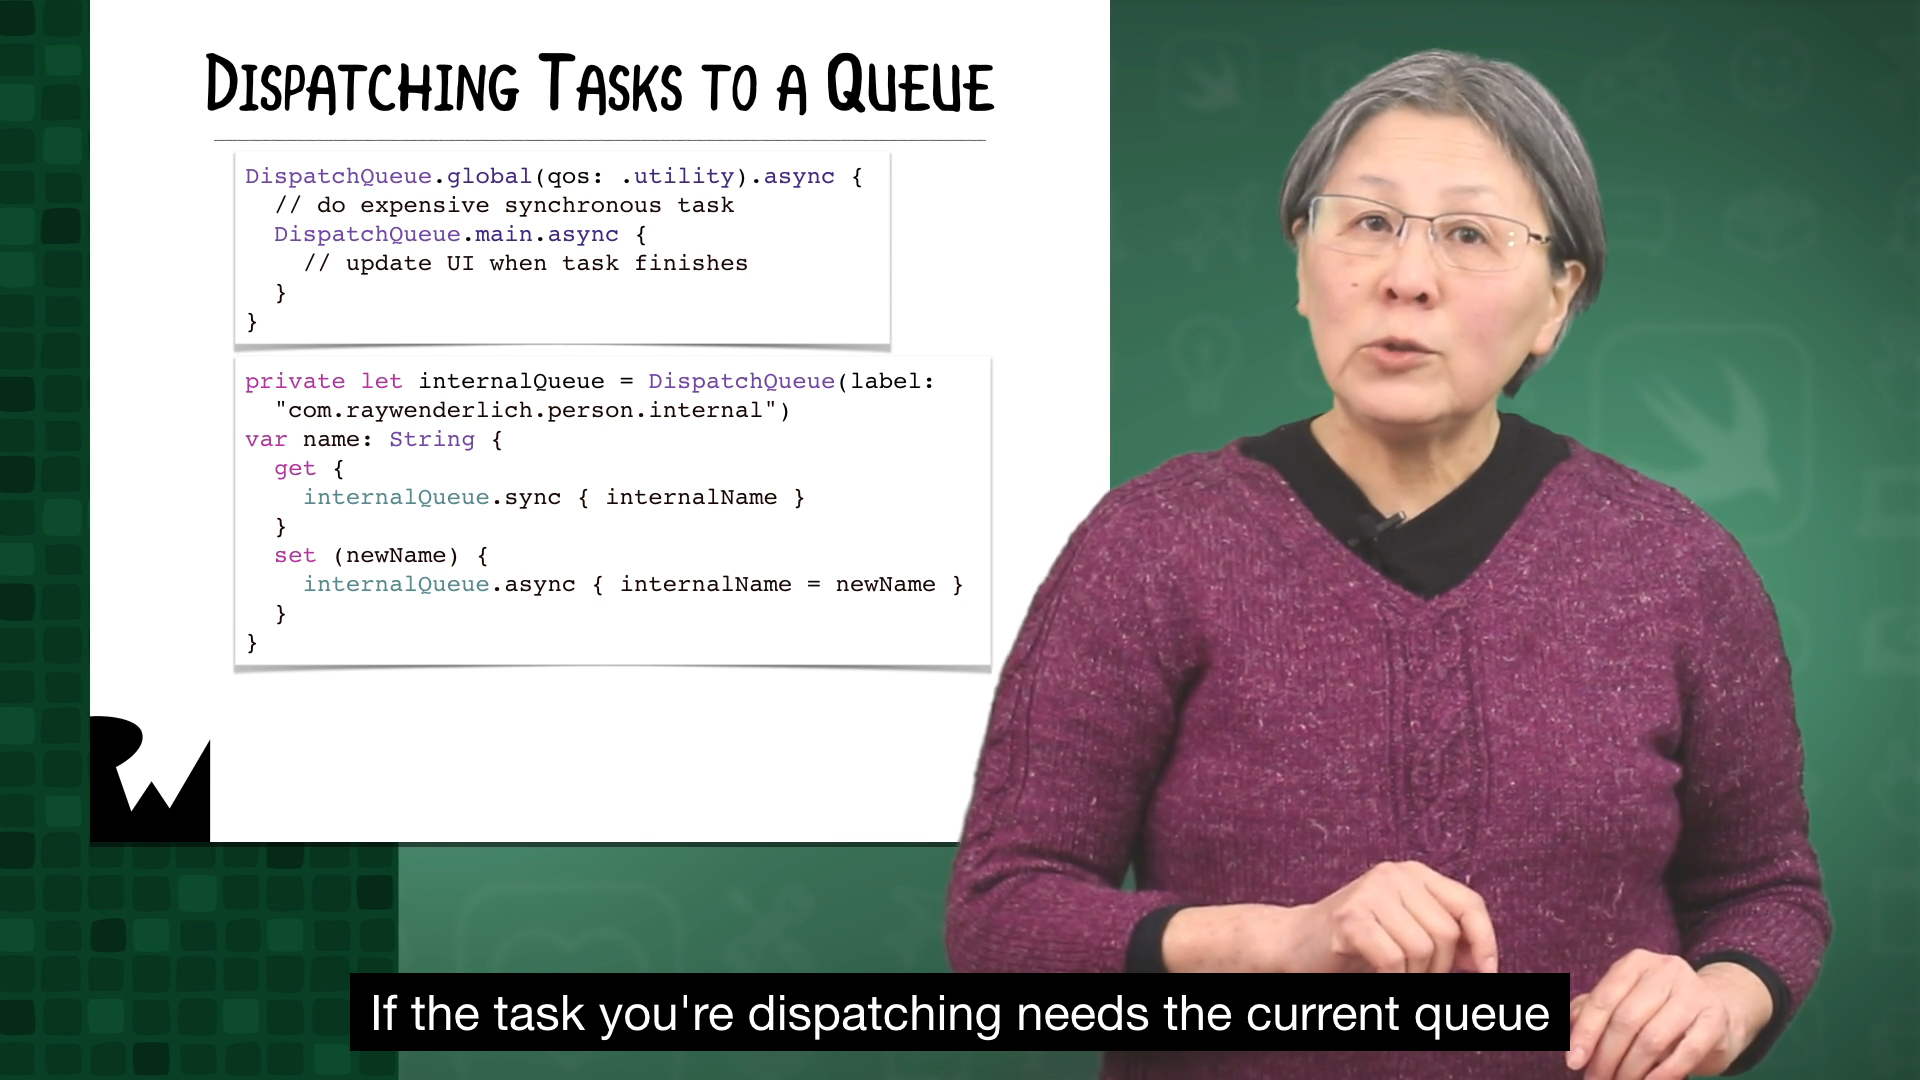 DISPATCHING TASKS TO A QUEUE
DispatchQueue.global(qos: .utility).async {
  // do expensive synchronous task
  DispatchQueue.main.async {
    // update UI when task finishes
  }
}
private let internalQueue = DispatchQueue(label:
  "com.raywenderlich.person.internal")
var name: String {
  get {
    internalQueue.sync { internalName }
  }
  set (newName) {
    internalQueue.async { internalName = newName }
  }
}
RW
If the task you're dispatching needs the current queue